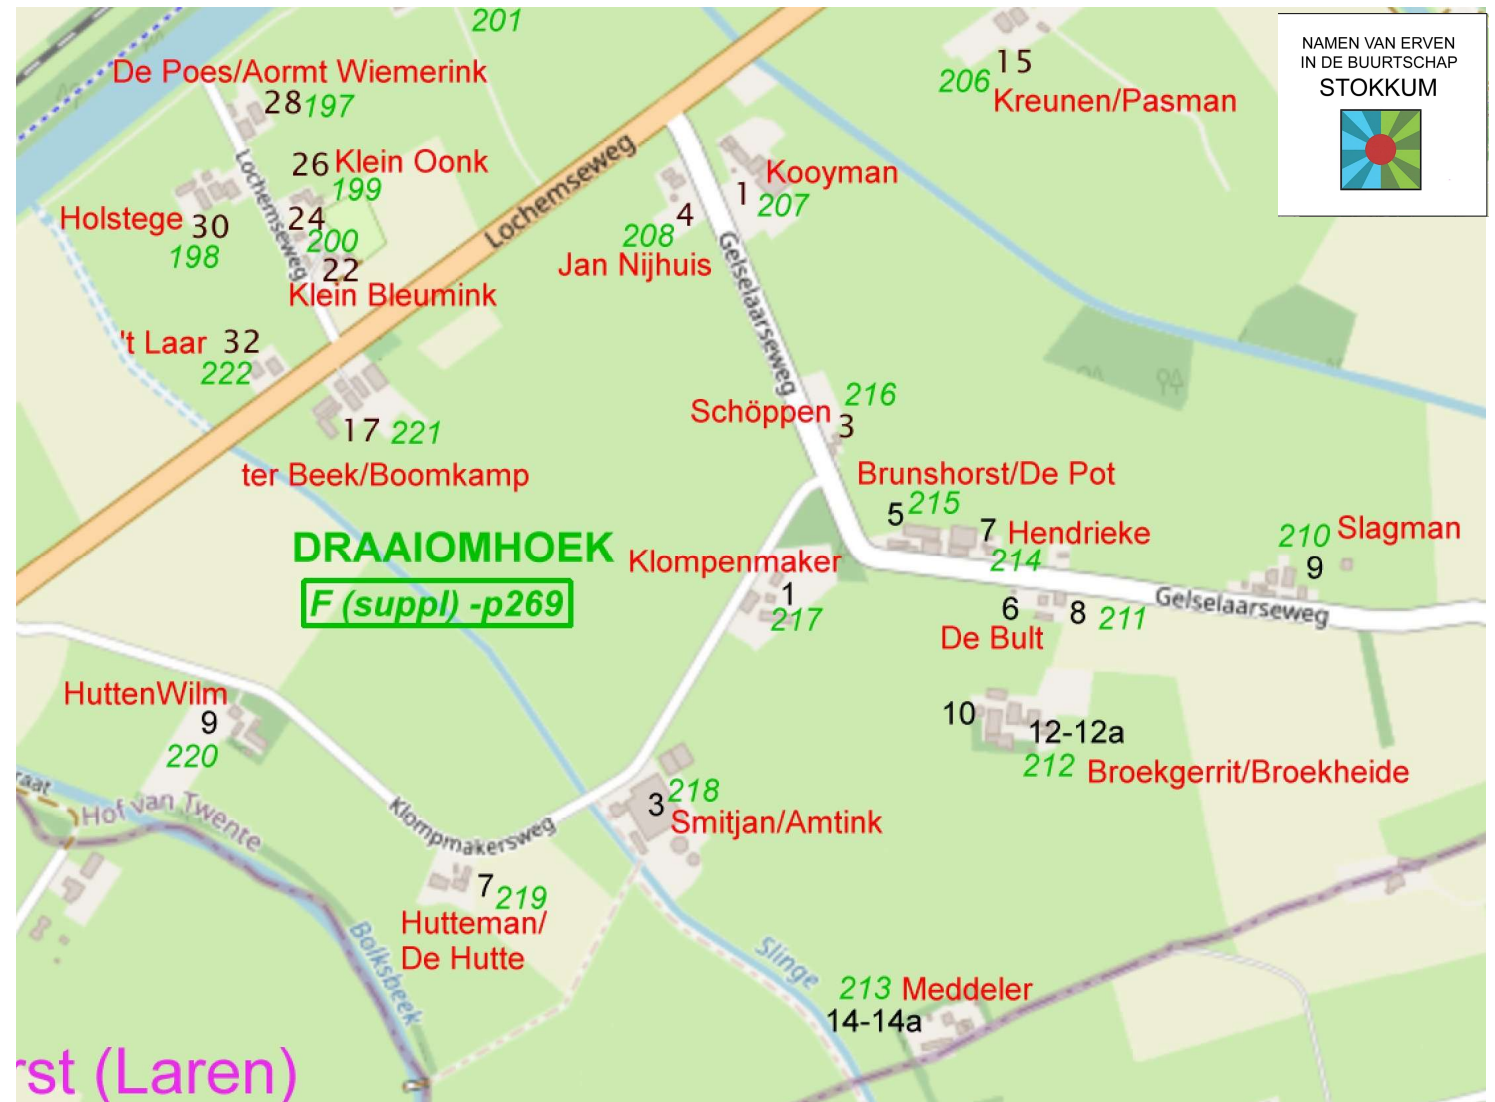 201
NAMEN VAN ERVEN
IN DE BUURTSCHAP
STOKKUM
De Poes/Aormt Wiemerink
28 197
15
206
Kreunen/Pasman
26 Klein Oonk
199
Lochemseweg
Lochemseweg
Kooyman
1
207
Holstege 30
198
24
200
22
Klein Bleumink
4
208
Jan Nijhuis
Gelselaarseweg
't Laar 32
222
17 221
ter Beek/Boomkamp
216
Schöppen 3
Brunshorst/De Pot
5 215
7 Hendrieke
214
210 Slagman
9
DRAAIOMHOEK
F (suppl) -p269
Klompenmaker
1
217
6
8 211
De Bult
Gelselaarseweg
HuttenWilm
9
220
10
12-12a
212 Broekgerrit/Broekheide
raat
Hof van Twente
Klompmakersweg
3 218
Smitjan/Amtink
7 219
Hutteman/
De Hutte
Bolksbeek
Slinge
213 Meddeler
14-14a
rst (Laren)